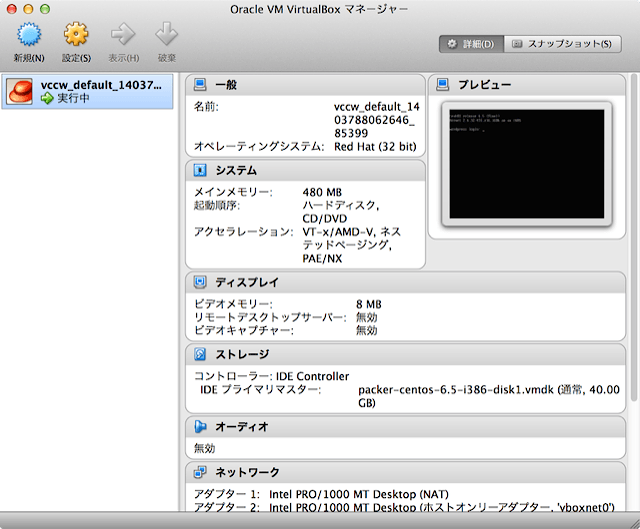 Oracle VM VirtualBox マネージャー
新規(N)
設定(S)
表示(H)
破棄
詳細(D)
スナップショット(S)
vccw_default_14037...
実行中
一般
名前:
vccw_default_14
03788062646_
85399
オペレーティングシステム: Red Hat (32 bit)
システム
メインメモリー: 480 MB
起動順序: ハードディスク,
CD/DVD
アクセラレーション: VT-x/AMD-V, ネス
テッドページング,
PAE/NX
プレビュー
ディスプレイ
ビデオメモリー: 8 MB
リモートデスクトップサーバー: 無効
ビデオキャプチャー: 無効
ストレージ
コントローラー: IDE Controller
IDE プライマリマスター: packer-centos-6.5-i386-disk1.vmdk (通常, 40.00
GB)
オーディオ
無効
ネットワーク
アダプター 1: Intel PRO/1000 MT Desktop (NAT)
アダプター 2: Intel PRO/1000 MT Desktop (ホストオンリーアダプター, 'vboxnet0')